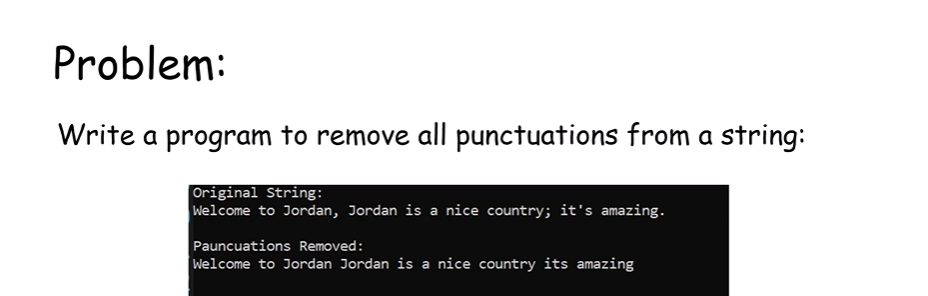 Problem:
Write a program to remove all punctuations from a string:
Original String:
Welcome to Jordan, Jordan is a nice country; it's amazing.
Pauncuations Removed:
Welcome to Jordan Jordan is a nice country its amazing